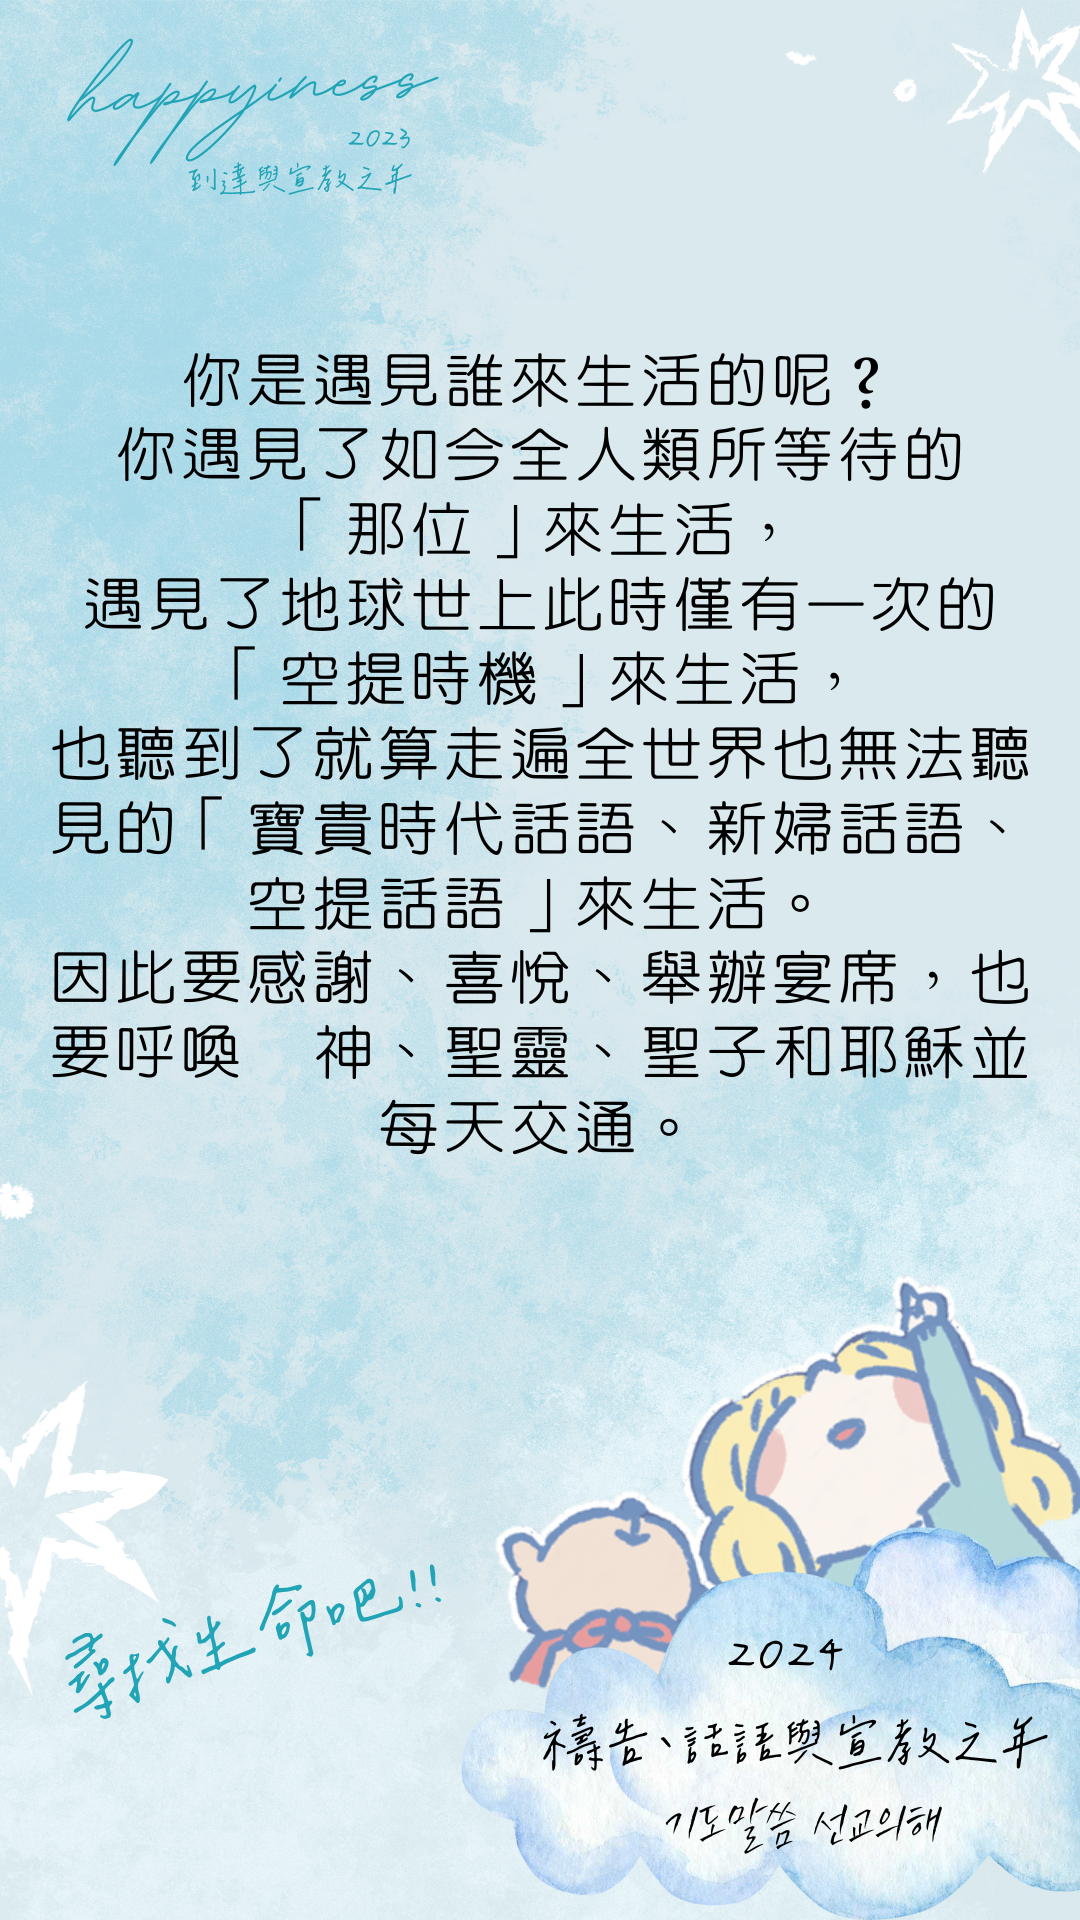 happyiness
2023
到達與宣教之年
你是遇見誰來生活的呢？
你遇見了如今全人類所等待的
「 那位 」來生活，
遇見了地球世上此時僅有一次的
「 空提時機 」來生活，
也聽到了就算走遍全世界也無法聽
見的「 寶貴時代話語、新婦話語、
空提話語 」來生活。
因此要感謝、喜悅、舉辦宴席，也
要呼喚　神、聖靈、聖子和耶穌並
每天交通。
尋找生命吧!!
2024
禱告、話語與宣教之年
기도말씀 선교의해